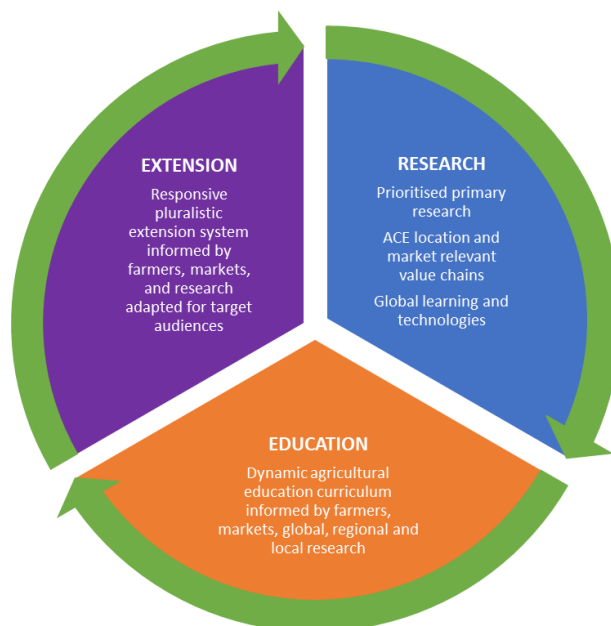 EXTENSION
Responsive
pluralistic
extension system
informed by
farmers, markets,
and research
adapted for target
audiences
RESEARCH
Prioritised primary
research
ACE location and
market relevant
value chains
Global learning and
technologies
EDUCATION
Dynamic agricultural
education curriculum
informed by farmers,
markets, global, regional and
local research